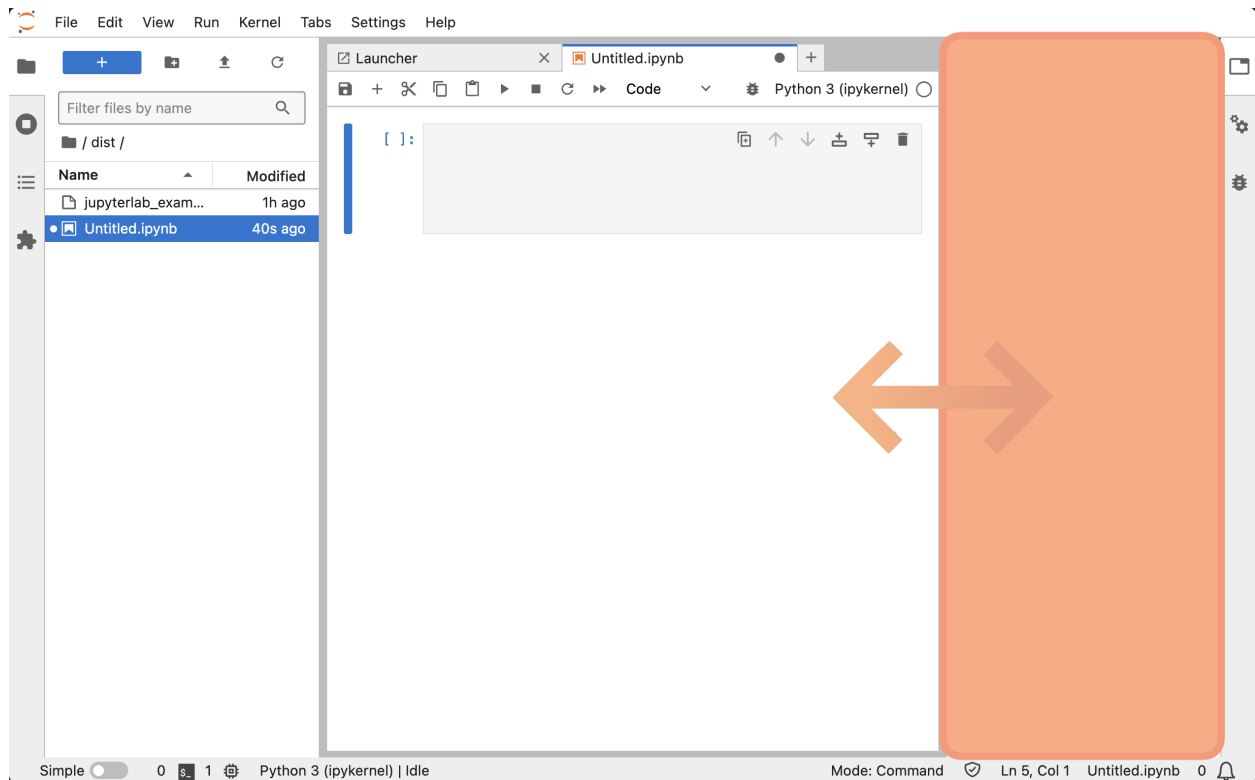 File Edit View Run Kernel Tabs Settings Help
Launcher
Untitled.ipynb
Code
Python 3 (ipykernel)
Filter files by name
/ dist /
Name Modified
jupyterlab_exam... 1h ago
Untitled.ipynb 40s ago
[ ]:
Simple 0 $_ 1 Python 3 (ipykernel) | Idle Mode: Command Ln 5, Col 1 Untitled.ipynb 0